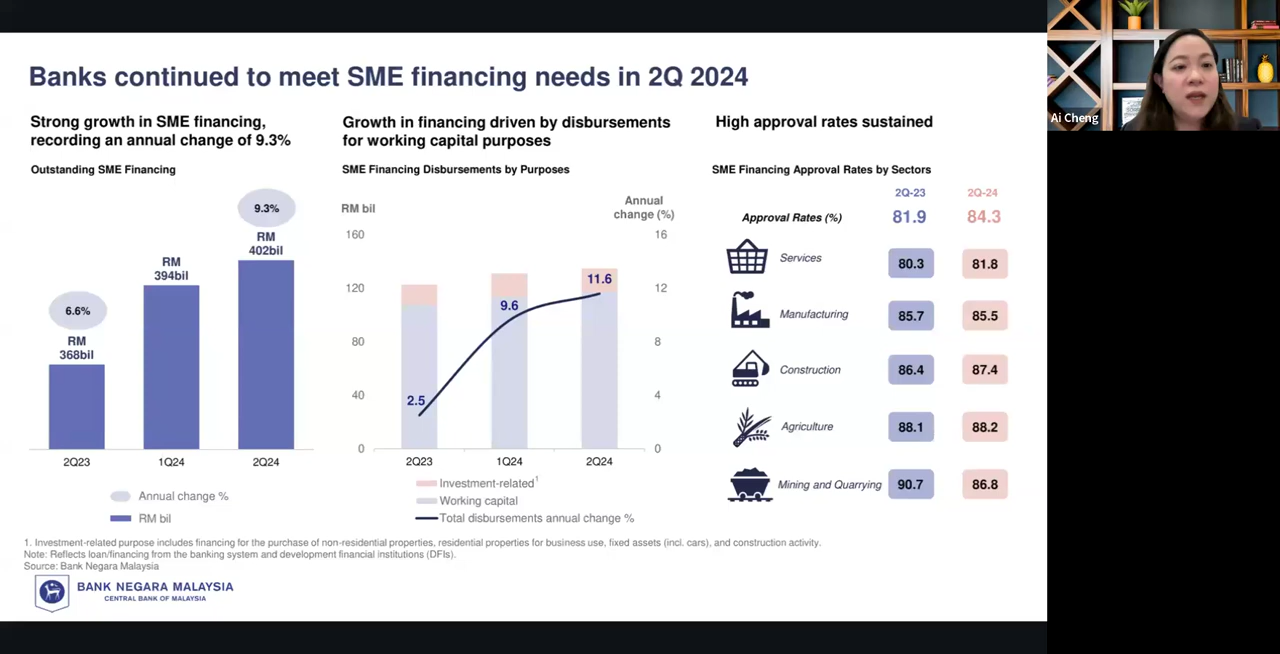 Banks continued to meet SME financing needs in 2Q 2024
Strong growth in SME financing,
recording an annual change of 9.3%
Outstanding SME Financing
9.3%
RM
402bil
RM
394bil
6.6%
RM
368bil
2Q23
1Q24
2Q24
Annual change %
RM bil
Growth in financing driven by disbursements
for working capital purposes
SME Financing Disbursements by Purposes
RM bil
Annual
change (%)
160
16
120
12
80
8
40
4
0
0
2.5
9.6
11.6
2Q23
1Q24
2Q24
Investment-related1
Working capital
Total disbursements annual change %
High approval rates sustained
SME Financing Approval Rates by Sectors
2Q-23
2Q-24
Approval Rates (%)
81.9
84.3
Services
80.3
81.8
Manufacturing
85.7
85.5
Construction
86.4
87.4
Agriculture
88.1
88.2
Mining and Quarrying
90.7
86.8
1. Investment-related purpose includes financing for the purchase of non-residential properties, residential properties for business use, fixed assets (incl. cars), and construction activity.
Note: Reflects loan/financing from the banking system and development financial institutions (DFIs).
Source: Bank Negara Malaysia
BANK NEGARA MALAYSIA
CENTRAL BANK OF MALAYSIA
Ai Cheng